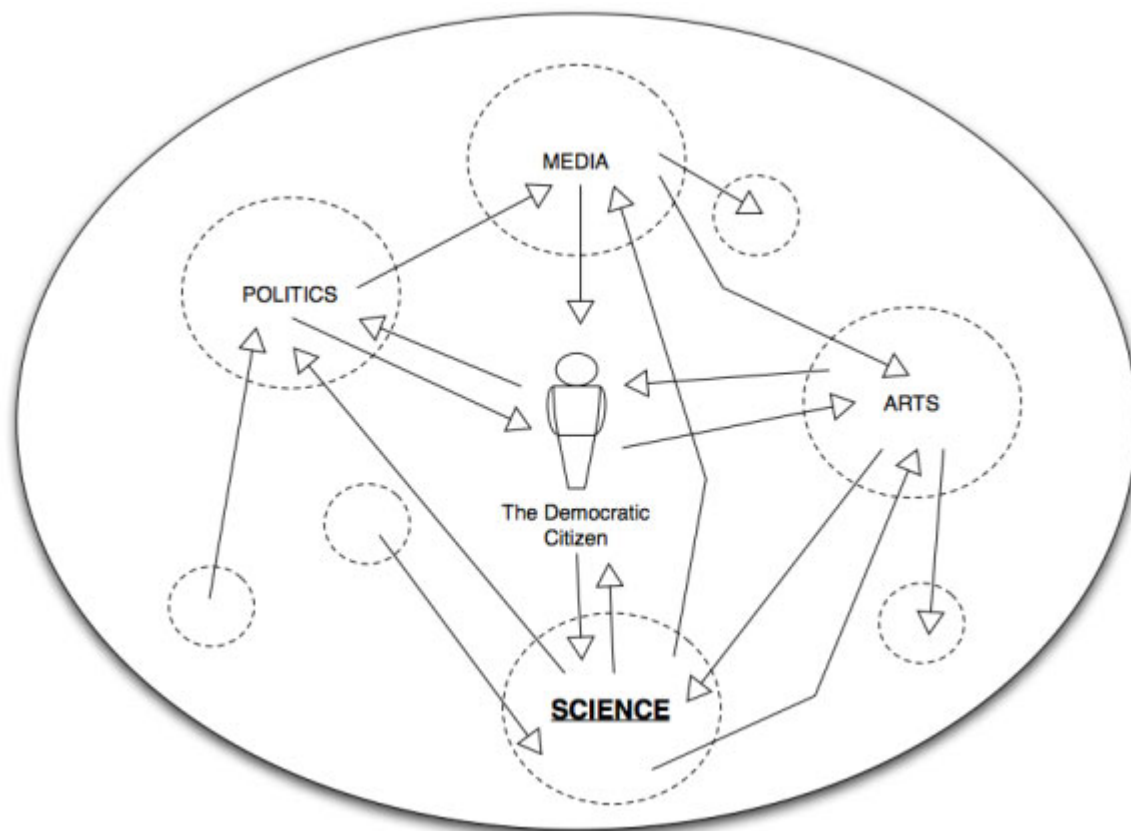 MEDIA
POLITICS
ARTS
The Democratic
Citizen
SCIENCE